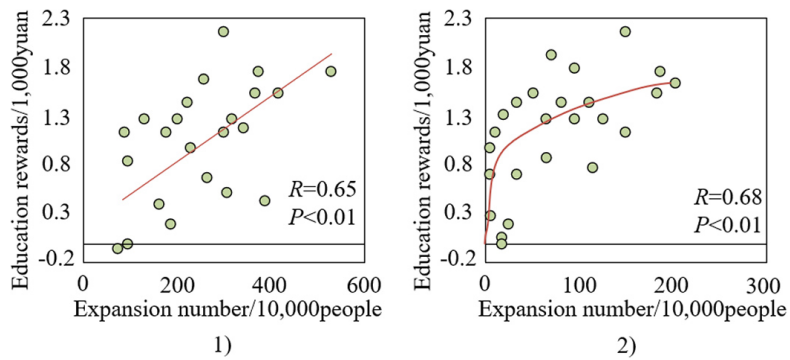 Education rewards/1,000yuan
2.3
1.8
1.3
0.8
0.3
-0.2
R=0.65
P<0.01
0 200 400 600
Expansion number/10,000people
1)
Education rewards/1,000yuan
2.3
1.8
1.3
0.8
0.3
-0.2
R=0.68
P<0.01
0 100 200 300
Expansion number/10,000people
2)